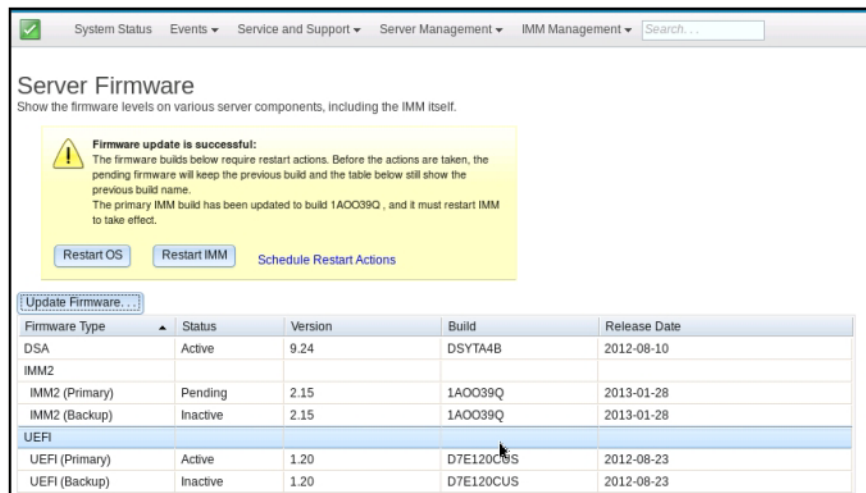 System Status Events Service and Support Server Management IMM Management Search...
Server Firmware
Show the firmware levels on various server components, including the IMM itself.
Firmware update is successful:
The firmware builds below require restart actions. Before the actions are taken, the
pending firmware will keep the previous build and the table below still show the
previous build name.
The primary IMM build has been updated to build 1AOO39Q , and it must restart IMM
to take effect.
Restart OS Restart IMM Schedule Restart Actions
Update Firmware...
Firmware Type Status Version Build Release Date
DSA Active 9.24 DSYTA4B 2012-08-10
IMM2
IMM2 (Primary) Pending 2.15 1AOO39Q 2013-01-28
IMM2 (Backup) Inactive 2.15 1AOO39Q 2013-01-28
UEFI
UEFI (Primary) Active 1.20 D7E120CUS 2012-08-23
UEFI (Backup) Inactive 1.20 D7E120CUS 2012-08-23